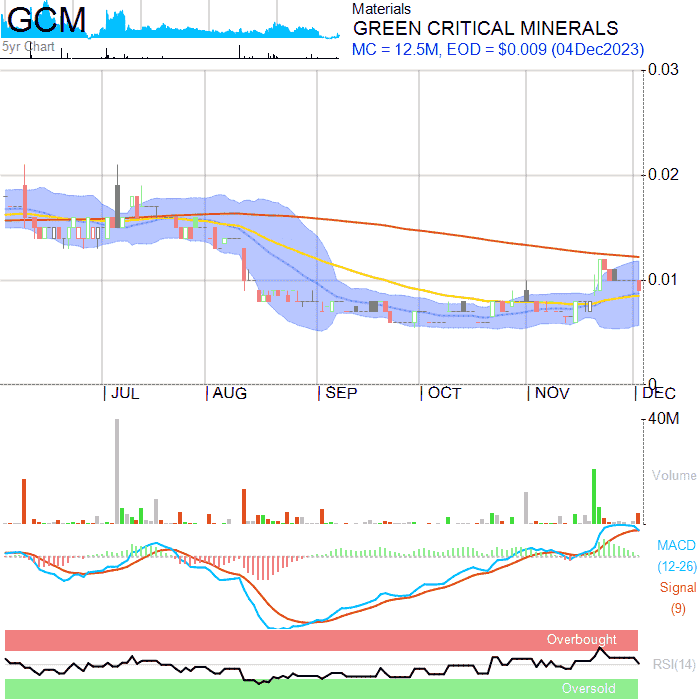 GCM
5yr Chart
Materials
GREEN CRITICAL MINERALS
MC = 12.5M, EOD = $0.009 (04Dec2023)
0.03
0.02
0.01
0
JUL
AUG
SEP
OCT
NOV
DEC
40M
Volume
MACD
(12-26)
Signal
(9)
Overbought
RSI(14)
Oversold